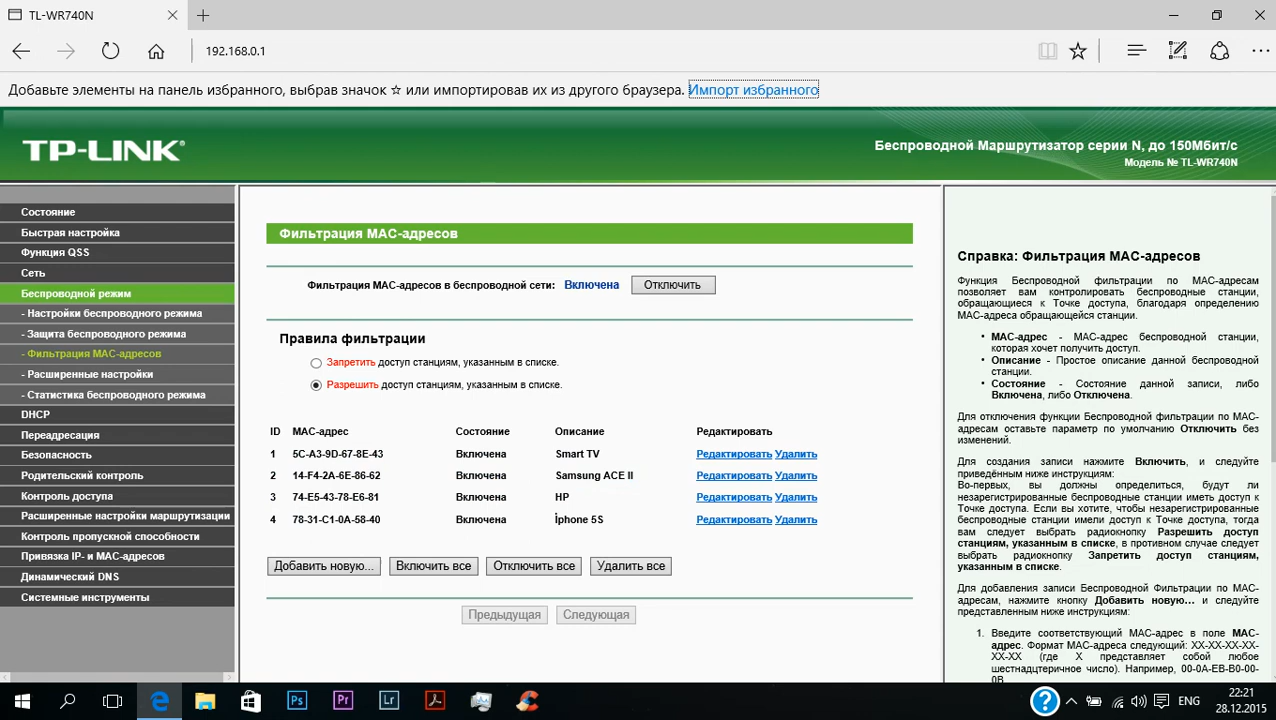 TL-WR740N
192.168.0.1
Добавьте элементы на панель избранного, выбрав значок ☆ или импортировав их из другого браузера. Импорт избранного
TP-LINK
Беспроводной Маршрутизатор серии N, до 150Мбит/с
Модель № TL-WR740N
Состояние
Быстрая настройка
Функция QSS
Сеть
Беспроводной режим
- Настройки беспроводного режима
- Защита беспроводного режима
- Фильтрация MAC-адресов
- Расширенные настройки
- Статистика беспроводного режима
DHCP
Переадресация
Безопасность
Родительский контроль
Контроль доступа
Расширенные настройки маршрутизации
Контроль пропускной способности
Привязка IP- и MAC-адресов
Динамический DNS
Системные инструменты
Фильтрация MAC-адресов
Фильтрация MAC-адресов в беспроводной сети: Включена Отключить
Правила фильтрации
Запретить доступ станциям, указанным в списке.
Разрешить доступ станциям, указанным в списке.
ID MAC-адрес Состояние Описание Редактировать
1 5C-A3-9D-67-8E-43 Включена Smart TV Редактировать Удалить
2 14-F4-2A-6E-86-62 Включена Samsung ACE II Редактировать Удалить
3 74-E5-43-78-E6-81 Включена HP Редактировать Удалить
4 78-31-C1-0A-58-40 Включена İphone 5S Редактировать Удалить
Добавить новую... Включить все Отключить все Удалить все
Предыдущая Следующая
Справка: Фильтрация MAC-адресов
Функция Беспроводной фильтрации по MAC-адресам
позволяет вам контролировать беспроводные станции,
обращающиеся к Точке доступа, благодаря определению
MAC-адреса обращающейся станции.
• MAC-адрес - MAC-адрес беспроводной станции,
которая хочет получить доступ.
• Описание - Простое описание данной беспроводной
станции.
• Состояние - Состояние данной записи, либо
Включена, либо Отключена.
Для отключения функции Беспроводной фильтрации по MAC-
адресам оставьте параметр по умолчанию Отключить без
изменений.
Для создания записи нажмите Включить, и следуйте
приведённым ниже инструкциям:
Во-первых, вы должны определиться, будут ли
незарегистрированные беспроводные станции иметь доступ к
Точке доступа. Если вы хотите, чтобы незарегистрированные
беспроводные станции имели доступ к Точке доступа, тогда
вам следует выбрать радиокнопку Разрешить доступ
станциям, указанным в списке, в противном случае следует
выбрать радиокнопку Запретить доступ станциям,
указанным в списке.
Для добавления записи Беспроводной Фильтрации по MAC-
адресам, нажмите кнопку Добавить новую... и следуйте
представленным ниже инструкциям:
1. Введите соответствующий MAC-адрес в поле MAC-
адрес. Формат MAC-адреса следующий: XX-XX-XX-XX-
XX-XX (где X представляет собой любое
шестнадцатеричное число). Например, 00-0A-EB-B0-00-
0B.
Ps Pr Lr ? ENG 22:21
28.12.2015